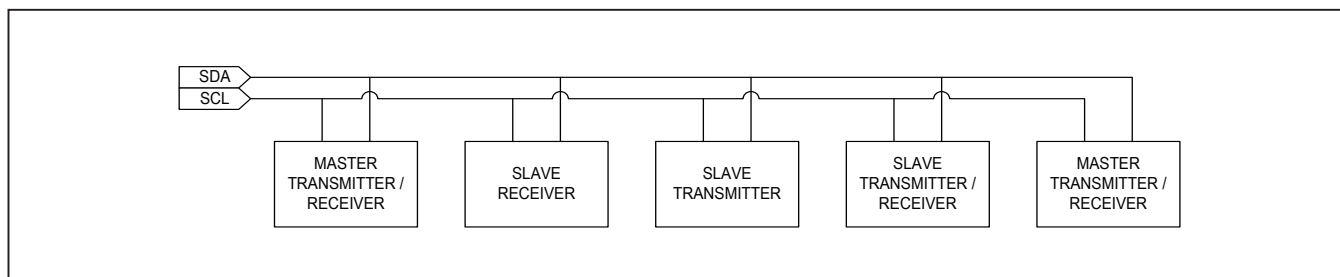 SDA
SCL
MASTER
TRANSMITTER /
RECEIVER
SLAVE
RECEIVER
SLAVE
TRANSMITTER
SLAVE
TRANSMITTER /
RECEIVER
MASTER
TRANSMITTER /
RECEIVER